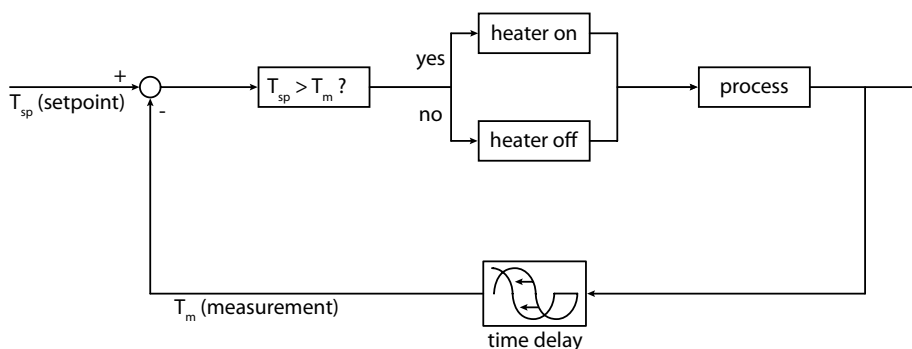 heater on
yes
+
T_sp (setpoint)
-
T_sp > T_m ?
no
heater off
process
T_m (measurement)
time delay